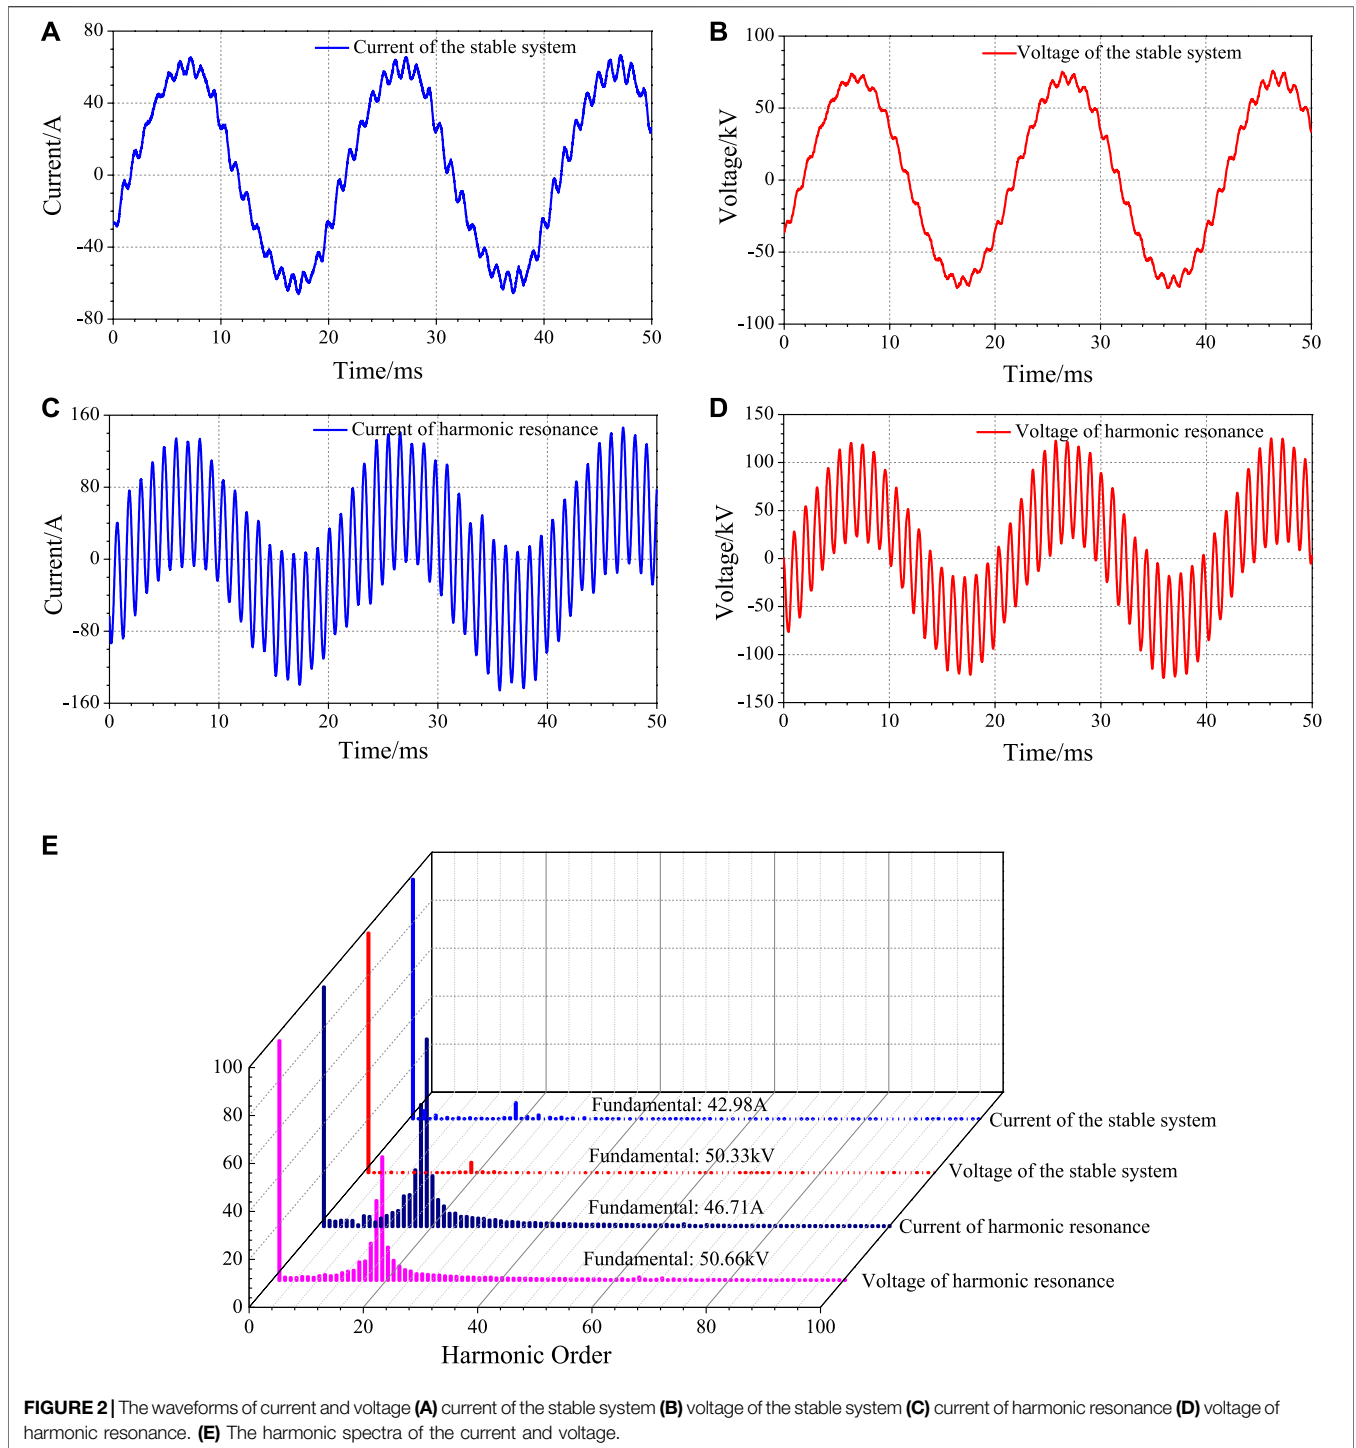 A
Current of the stable system
80
40
0
-40
-80
Current/A
0 10 20 30 40 50
Time/ms
B
Voltage of the stable system
100
50
0
-50
-100
Voltage/kV
0 10 20 30 40 50
Time/ms
C
Current of harmonic resonance
160
80
0
-80
-160
Current/A
0 10 20 30 40 50
Time/ms
D
Voltage of harmonic resonance
150
100
50
0
-50
-100
-150
Voltage/kV
0 10 20 30 40 50
Time/ms
E
100
80
60
40
20
0
Fundamental: 42.98A
Current of the stable system
Fundamental: 50.33kV
Voltage of the stable system
Fundamental: 46.71A
Current of harmonic resonance
Fundamental: 50.66kV
Voltage of harmonic resonance
0 20 40 60 80 100
Harmonic Order
FIGURE 2 | The waveforms of current and voltage (A) current of the stable system (B) voltage of the stable system (C) current of harmonic resonance (D) voltage of
harmonic resonance. (E) The harmonic spectra of the current and voltage.